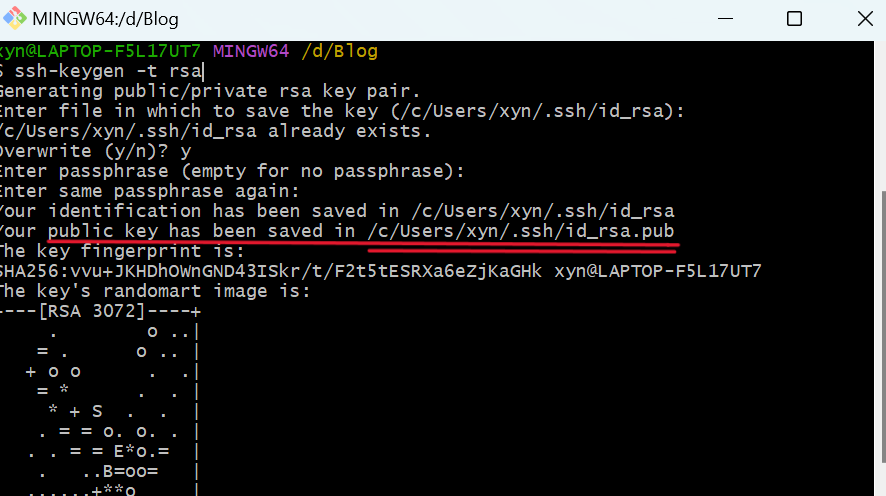 MINGW64:/d/Blog
xyn@LAPTOP-F5L17UT7 MINGW64 /d/Blog
$ ssh-keygen -t rsa
Generating public/private rsa key pair.
Enter file in which to save the key (/c/Users/xyn/.ssh/id_rsa):
/c/Users/xyn/.ssh/id_rsa already exists.
Overwrite (y/n)? y
Enter passphrase (empty for no passphrase):
Enter same passphrase again:
Your identification has been saved in /c/Users/xyn/.ssh/id_rsa
Your public key has been saved in /c/Users/xyn/.ssh/id_rsa.pub
The key fingerprint is:
SHA256:vvu+JKHDhOWnGND43ISkr/t/F2t5tESRXa6eZjKaGHk xyn@LAPTOP-F5L17UT7
The key's randomart image is:
----[RSA 3072]----+
     .         o ..|
    = .       o .. |
   + o o       .  .|
    = *       .  . |
     * + S  .  .   |
    . = = o. o. .  |
   . . = = E*o.=   |
    .   ..B=oo=    |
   ......+**o      |